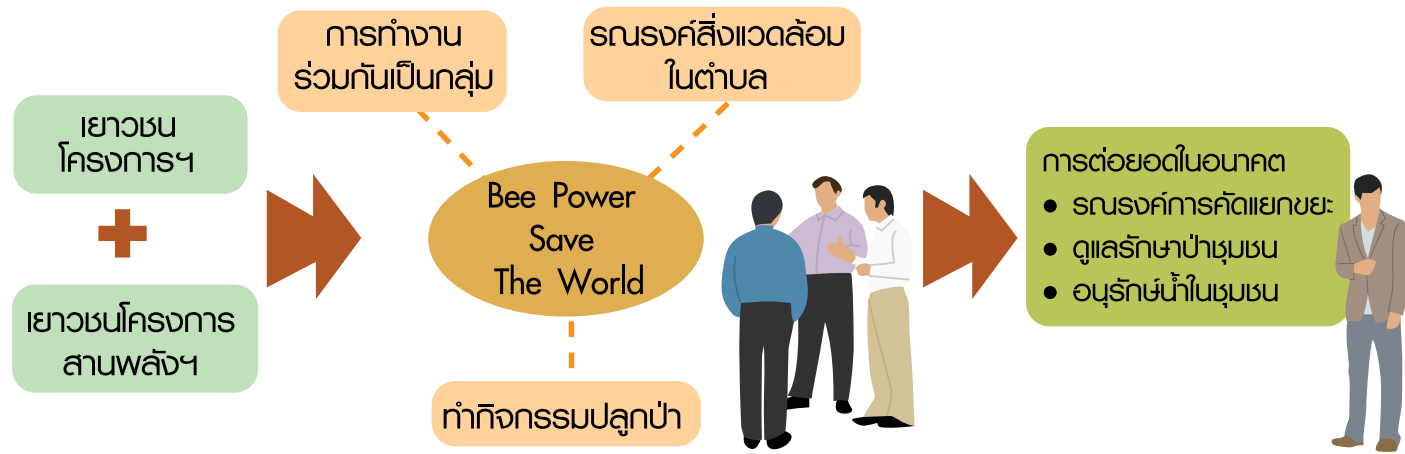 เยาวชน
โครงการฯ
เยาวชนโครงการ
สานพลังฯ
การทำงาน
ร่วมกันเป็นกลุ่ม
รณรงค์สิ่งแวดล้อม
ในตำบล
Bee Power
Save
The World
ทำกิจกรรมปลูกป่า
การต่อยอดในอนาคต
• รณรงค์การคัดแยกขยะ
• ดูแลรักษาป่าชุมชน
• อนุรักษ์น้ำในชุมชน